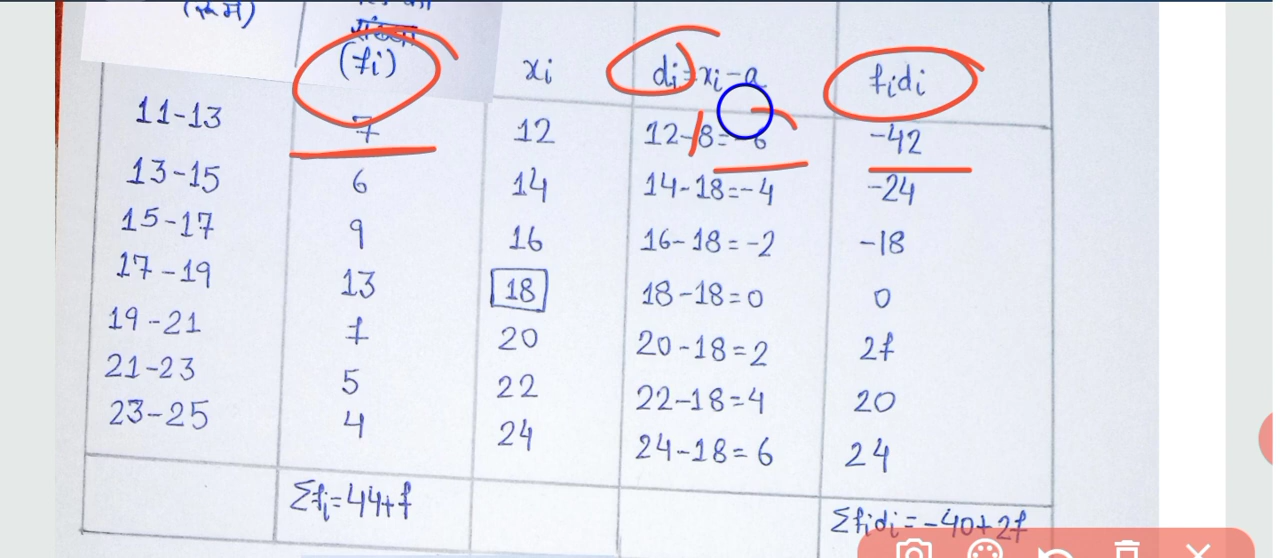 (रूमें)
संख्या
(fi) xi di=xi-a fidi
11-13 7 12 12-18=-6 -42
13-15 6 14 14-18=-4 -24
15-17 9 16 16-18=-2 -18
17-19 13 18 18-18=0 0
19-21 f 20 20-18=2 2f
21-23 5 22 22-18=4 20
23-25 4 24 24-18=6 24
Σfi=44+f Σfidi=-40+2f